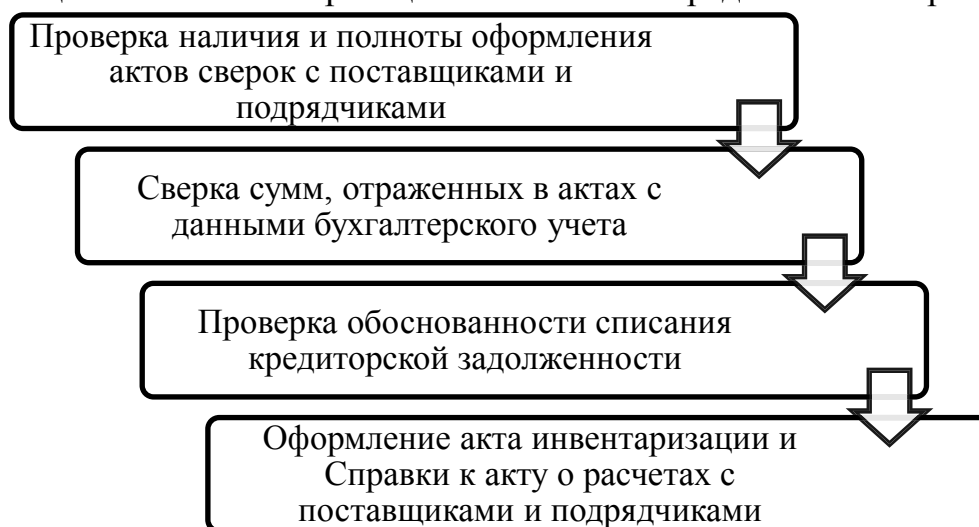 Проверка наличия и полноты оформления
актов сверок с поставщиками и
подрядчиками
Сверка сумм, отраженных в актах с
данными бухгалтерского учета
Проверка обоснованности списания
кредиторской задолженности
Оформление акта инвентаризации и
Справки к акту о расчетах с
поставщиками и подрядчиками